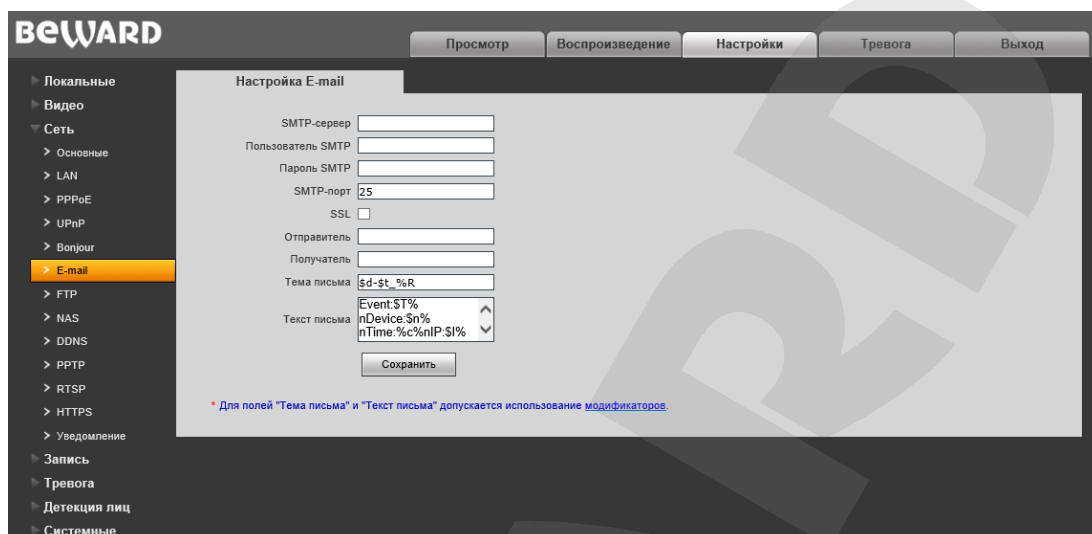 BEWARD
Просмотр
Воспроизведение
Настройки
Тревога
Выход
Локальные
Видео
Сеть
Основные
LAN
PPPoE
UPnP
Bonjour
E-mail
FTP
NAS
DDNS
PPTP
RTSP
HTTPS
Уведомление
Запись
Тревога
Детекция лиц
Системные
Настройка E-mail
SMTP-сервер
Пользователь SMTP
Пароль SMTP
SMTP-порт 25
SSL
Отправитель
Получатель
Тема письма $d-$t_%R
Текст письма
Event:$T%
nDevice:$n%
nTime:%c%nIP:$I%
Сохранить
* Для полей "Тема письма" и "Текст письма" допускается использование модификаторов.